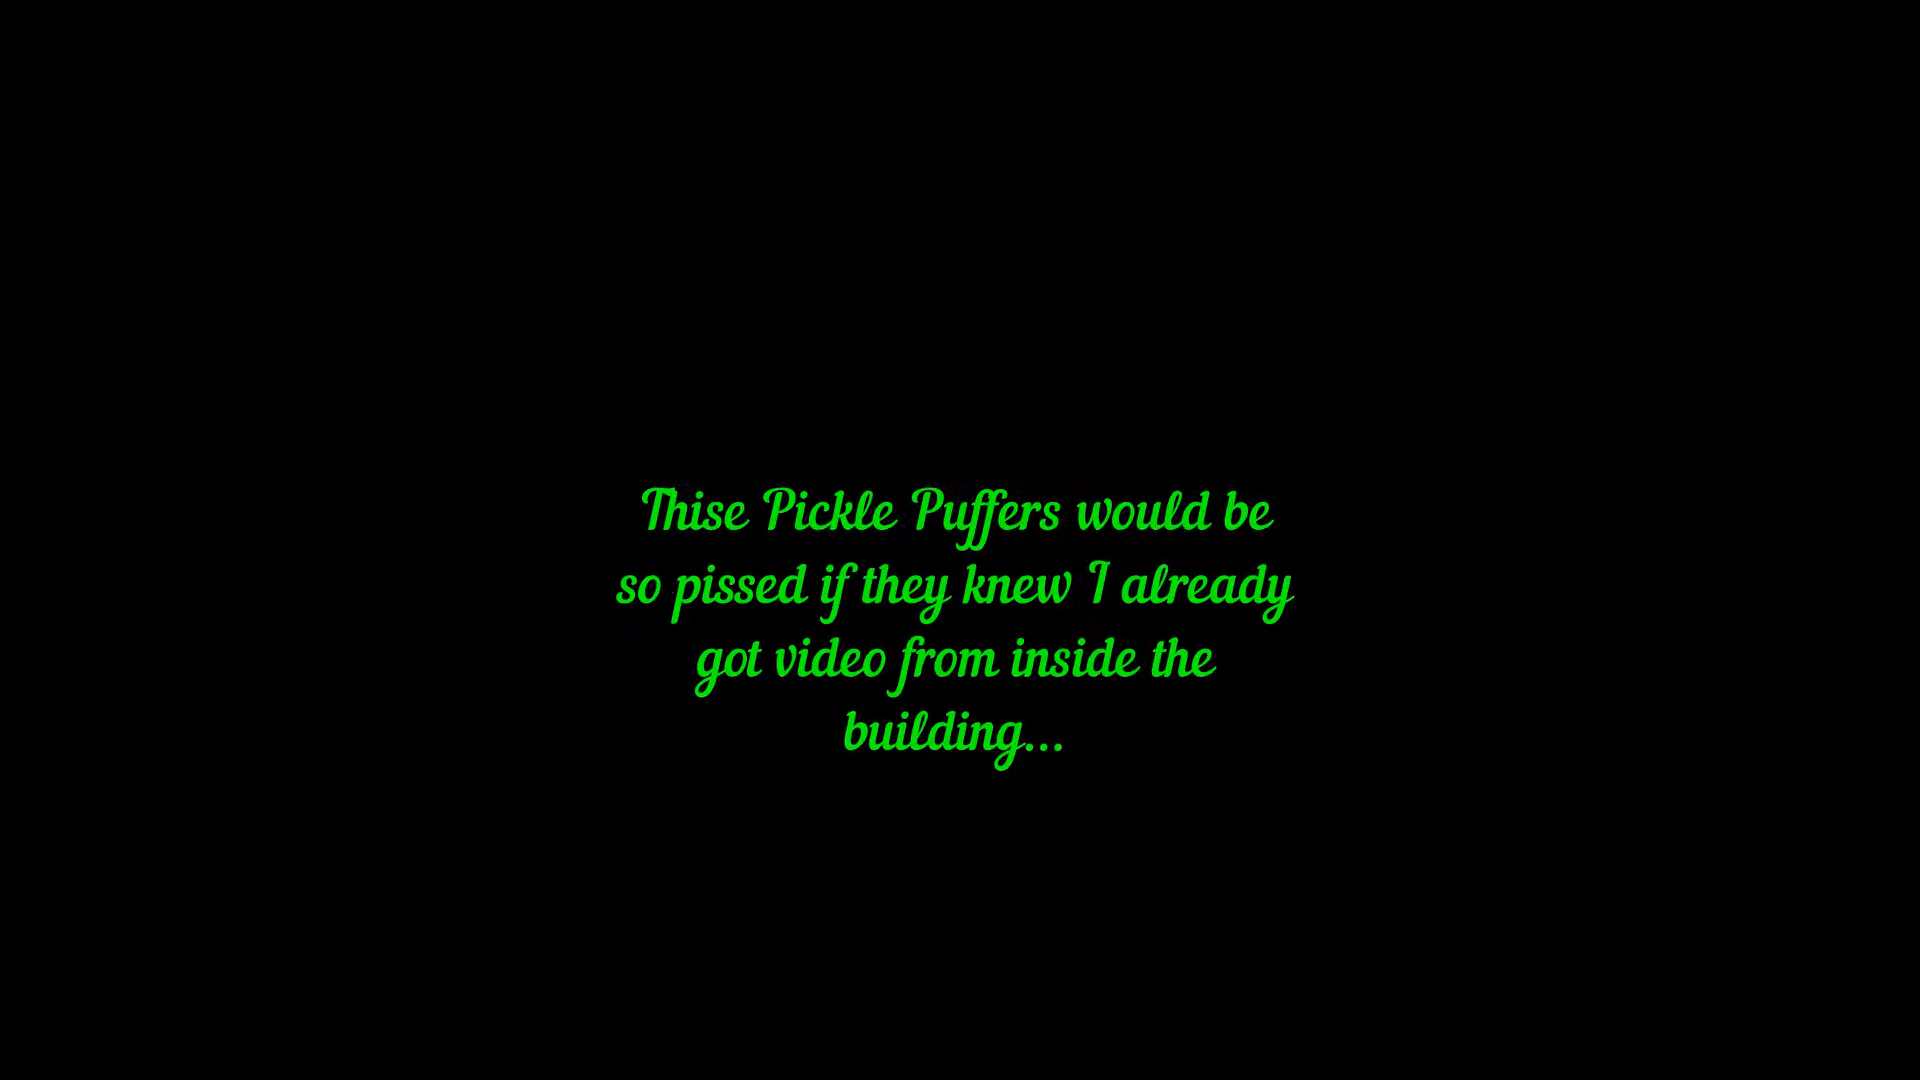 Thise Pickle Puffers would be
so pissed if they knew I already
got video from inside the
building...